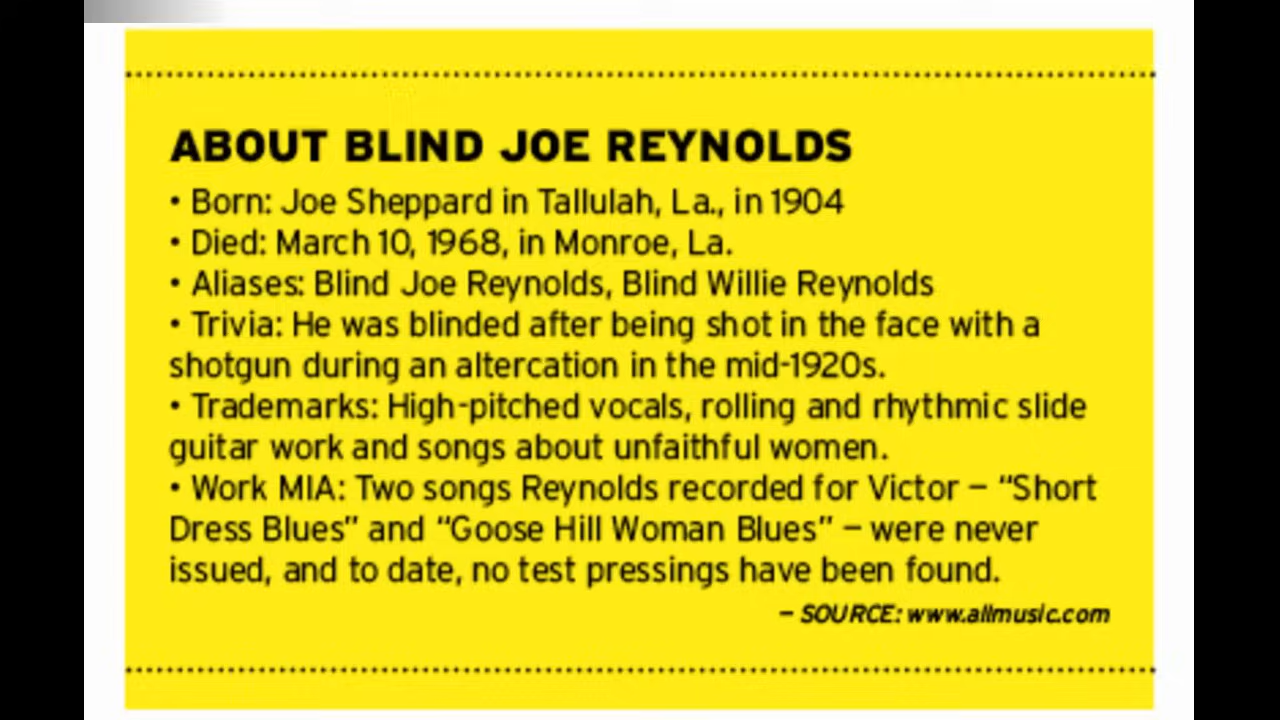 ABOUT BLIND JOE REYNOLDS
• Born: Joe Sheppard in Tallulah, La., in 1904
• Died: March 10, 1968, in Monroe, La.
• Aliases: Blind Joe Reynolds, Blind Willie Reynolds
• Trivia: He was blinded after being shot in the face with a
shotgun during an altercation in the mid-1920s.
• Trademarks: High-pitched vocals, rolling and rhythmic slide
guitar work and songs about unfaithful women.
• Work MIA: Two songs Reynolds recorded for Victor – “Short
Dress Blues” and “Goose Hill Woman Blues” – were never
issued, and to date, no test pressings have been found.
– SOURCE: www.allmusic.com